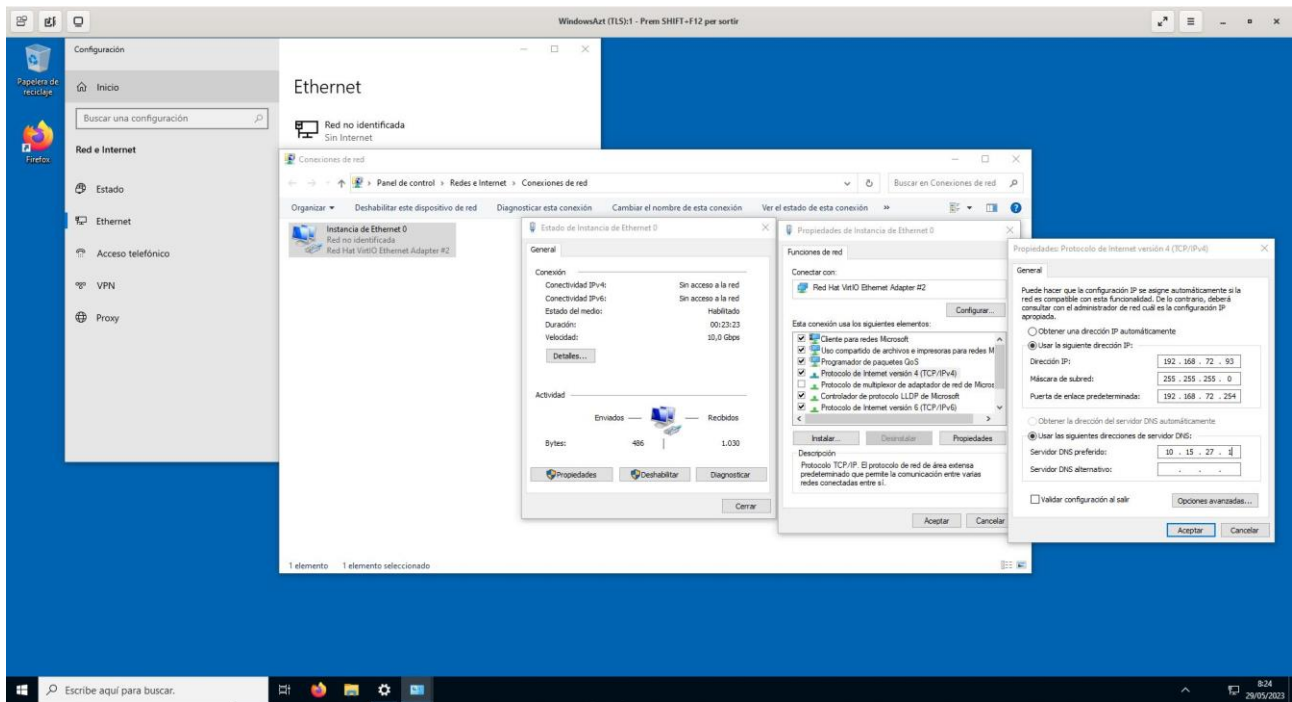 WindowsAzt (TLS):1 - Prem SHIFT+F12 per sortir
Papelera de
reciclaje
Firefox
Configuración
Inicio
Buscar una configuración
Red e Internet
Estado
Ethernet
Acceso telefónico
VPN
Proxy
Ethernet
Red no identificada
Sin Internet
Conexiones de red
Panel de control > Redes e Internet > Conexiones de red
Buscar en Conexiones de red
Organizar Deshabilitar este dispositivo de red Diagnosticar esta conexión Cambiar el nombre de esta conexión Ver el estado de esta conexión »
Instancia de Ethernet 0
Red no identificada
Red Hat VirtIO Ethernet Adapter #2
1 elemento 1 elemento seleccionado
Estado de Instancia de Ethernet 0
General
Conexión
Conectividad IPv4: Sin acceso a la red
Conectividad IPv6: Sin acceso a la red
Estado del medio: Habilitado
Duración: 00:23:23
Velocidad: 10,0 Gbps
Detalles...
Actividad
Enviados — — Recibidos
Bytes: 486 1.030
Propiedades Deshabilitar Diagnosticar
Cerrar
Propiedades de Instancia de Ethernet 0
Funciones de red
Conectar con:
Red Hat VirtIO Ethernet Adapter #2
Configurar...
Esta conexión usa los siguientes elementos:
Cliente para redes Microsoft
Uso compartido de archivos e impresoras para redes M
Programador de paquetes QoS
Protocolo de Internet versión 4 (TCP/IPv4)
Protocolo de multiplexor de adaptador de red de Micros
Controlador de protocolo LLDP de Microsoft
Protocolo de Internet versión 6 (TCP/IPv6)
Instalar... Desinstalar Propiedades
Descripción
Protocolo TCP/IP. El protocolo de red de área extensa
predeterminado que permite la comunicación entre varias
redes conectadas entre sí.
Aceptar Cancelar
Propiedades: Protocolo de Internet versión 4 (TCP/IPv4)
General
Puede hacer que la configuración IP se asigne automáticamente si la
red es compatible con esta funcionalidad. De lo contrario, deberá
consultar con el administrador de red cuál es la configuración IP
apropiada.
Obtener una dirección IP automáticamente
Usar la siguiente dirección IP:
Dirección IP: 192 . 168 . 72 . 93
Máscara de subred: 255 . 255 . 255 . 0
Puerta de enlace predeterminada: 192 . 168 . 72 . 254
Obtener la dirección del servidor DNS automáticamente
Usar las siguientes direcciones de servidor DNS:
Servidor DNS preferido: 10 . 15 . 27 . 1
Servidor DNS alternativo: . . .
Validar configuración al salir
Opciones avanzadas...
Aceptar Cancelar
Escribe aquí para buscar.
8:24
29/05/2023